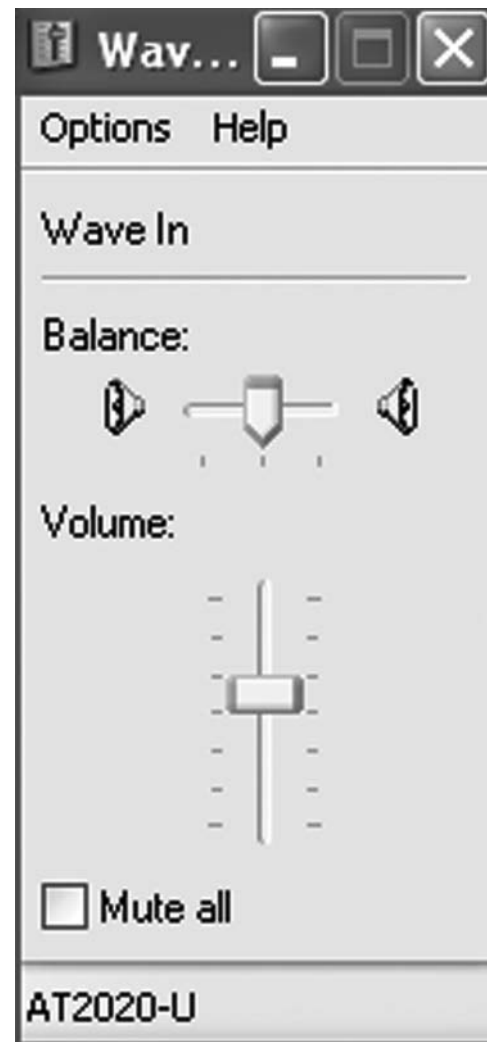 Wav...
Options Help
Wave In
Balance:
Volume:
Mute all
AT2020-U